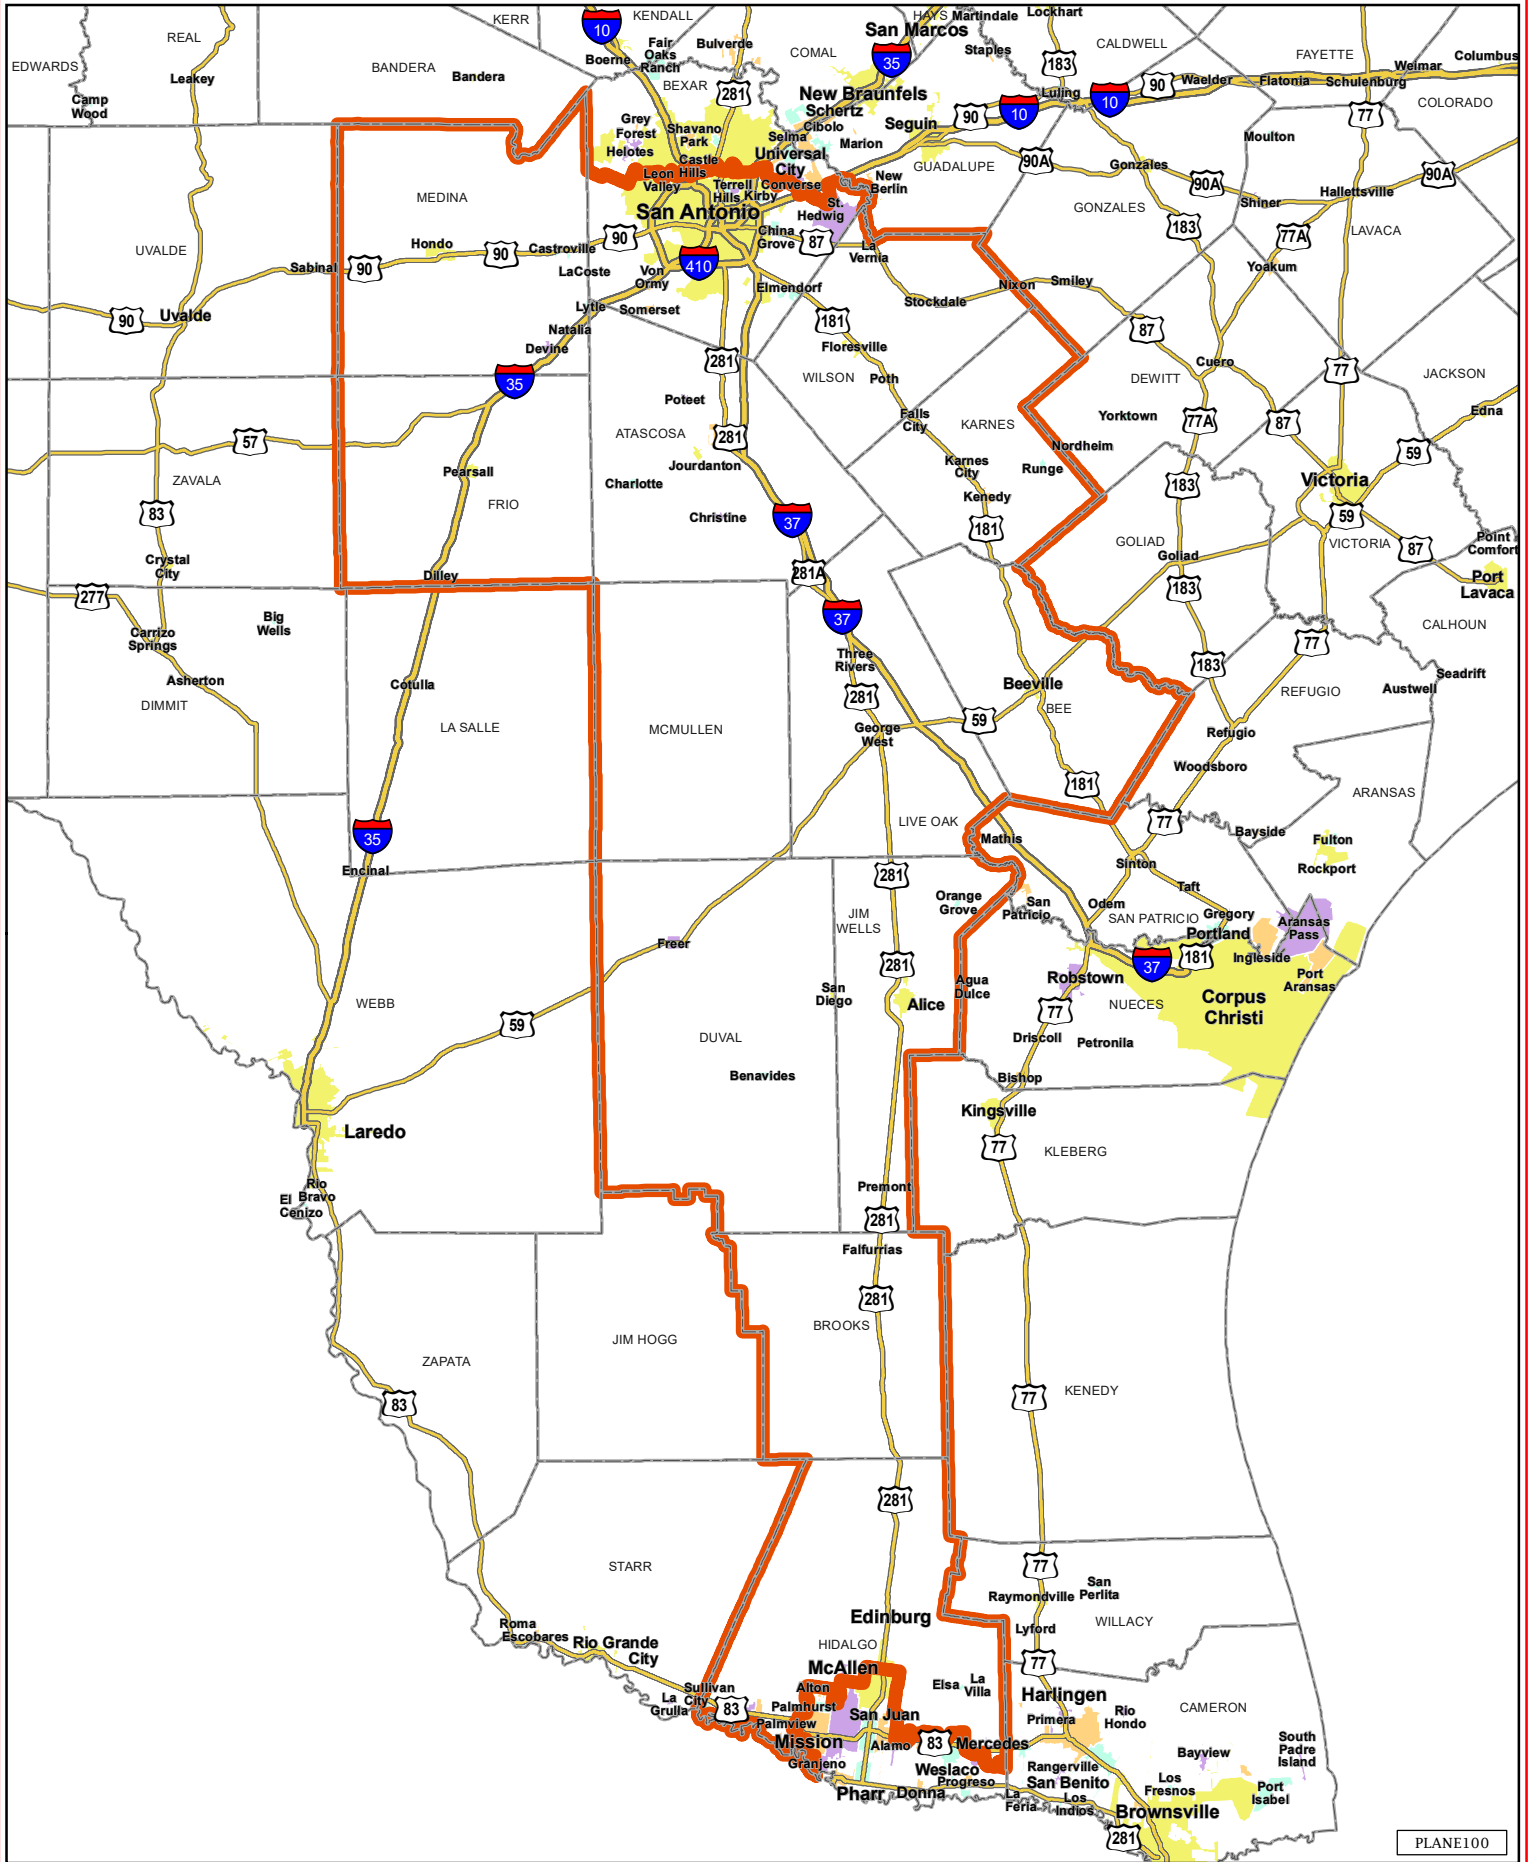 KERR
KENDALL
HAYS
Martindale
Lockhart
REAL
10
Fair
Oaks
Ranch
Bulverde
San Marcos
Staples
CALDWELL
FAYETTE
Columbus
EDWARDS
Leakey
BANDERA
Bandera
Boerne
COMAL
35
183
Weimar
Camp
Wood
BEXAR
281
New Braunfels
Schertz
Luling
10
90
Waelder
Flatonia
Schulenburg
COLORADO
Grey
Forest
Shavano
Park
Selma
Cibolo
Seguin
90
10
77
Helotes
Universal
City
Marion
Moulton
Castle
Hills
GUADALUPE
90A
Gonzales
90A
Leon
Valley
Terrell
Hills
Kirby
Converse
New
Berlin
90A
Shiner
Hallettsville
MEDINA
San Antonio
St.
Hedwig
GONZALES
183
77A
LAVACA
UVALDE
Hondo
90
Castroville
90
China
Grove
87
La
Vernia
Sabinal
90
LaCoste
Von
Ormy
410
Elmendorf
Yoakum
Nixon
Smiley
Stockdale
90
Uvalde
Lytle
Somerset
181
Natalia
87
Devine
Floresville
281
Cuero
35
WILSON
Poth
DEWITT
77
JACKSON
Poteet
Falls
City
KARNES
Yorktown
77A
87
Edna
57
ATASCOSA
281
Nordheim
59
Pearsall
Jourdanton
Karnes
City
Runge
ZAVALA
Charlotte
Kenedy
183
Victoria
FRIO
83
Christine
37
181
59
GOLIAD
Goliad
VICTORIA
87
Point
Comfort
Crystal
City
Dilley
281A
183
Port
Lavaca
277
37
Big
Wells
Carrizo
Springs
77
CALHOUN
Three
Rivers
183
Seadrift
Asherton
Cotulla
281
Beeville
REFUGIO
Austwell
DIMMIT
LA SALLE
MCMULLEN
George
West
59
BEE
Refugio
Woodsboro
181
ARANSAS
35
LIVE OAK
Mathis
77
Bayside
Fulton
Encinal
281
Sinton
Rockport
Orange
Grove
San
Patricio
Taft
JIM
WELLS
Odem
SAN PATRICIO
Gregory
Portland
Aransas
Pass
Freer
281
37
181
Ingleside
Agua
Dulce
Robstown
Port
Aransas
WEBB
San
Diego
Alice
77
NUECES
Corpus
Christi
59
DUVAL
Driscoll
Petronila
Benavides
Bishop
Kingsville
Laredo
77
KLEBERG
Rio
Bravo
El
Cenizo
Premont
281
Falfurrias
281
BROOKS
JIM HOGG
ZAPATA
83
77
KENEDY
281
STARR
77
San
Perlita
Raymondville
WILLACY
Edinburg
Lyford
Roma
Escobares
Rio Grande
City
HIDALGO
77
McAllen
Sullivan
City
Alton
Elsa
La
Villa
Harlingen
La
Grulla
83
Palmhurst
San Juan
Primera
Rio
Hondo
CAMERON
Palmview
Mission
Alamo
83
Mercedes
South
Padre
Island
Bayview
Granjeno
Weslaco
Rangerville
Progreso
San Benito
Los
Fresnos
Port
Isabel
Pharr
Donna
La
Feria
Los
Indios
Brownsville
281
PLANE100